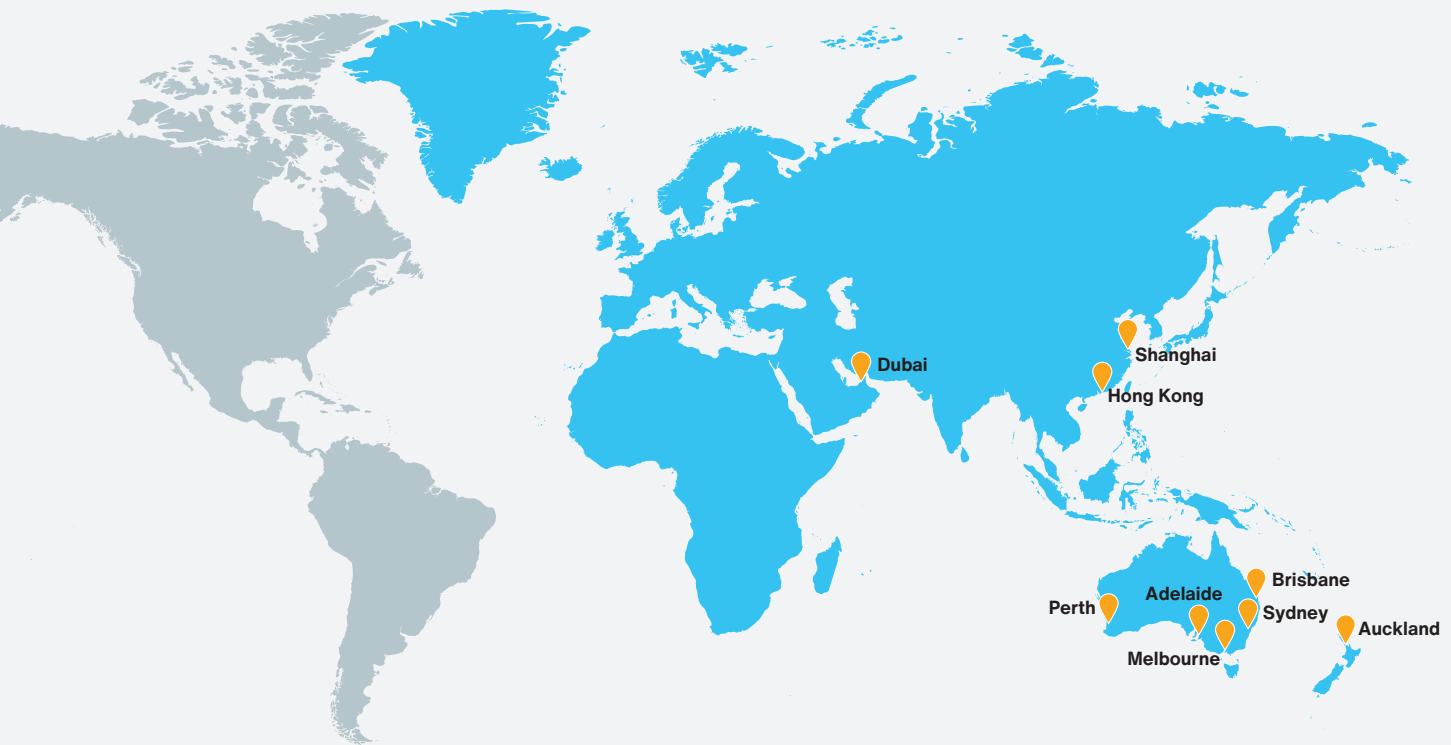 Shanghai
Dubai
Hong Kong
Brisbane
Adelaide
Perth
Sydney
Auckland
Melbourne